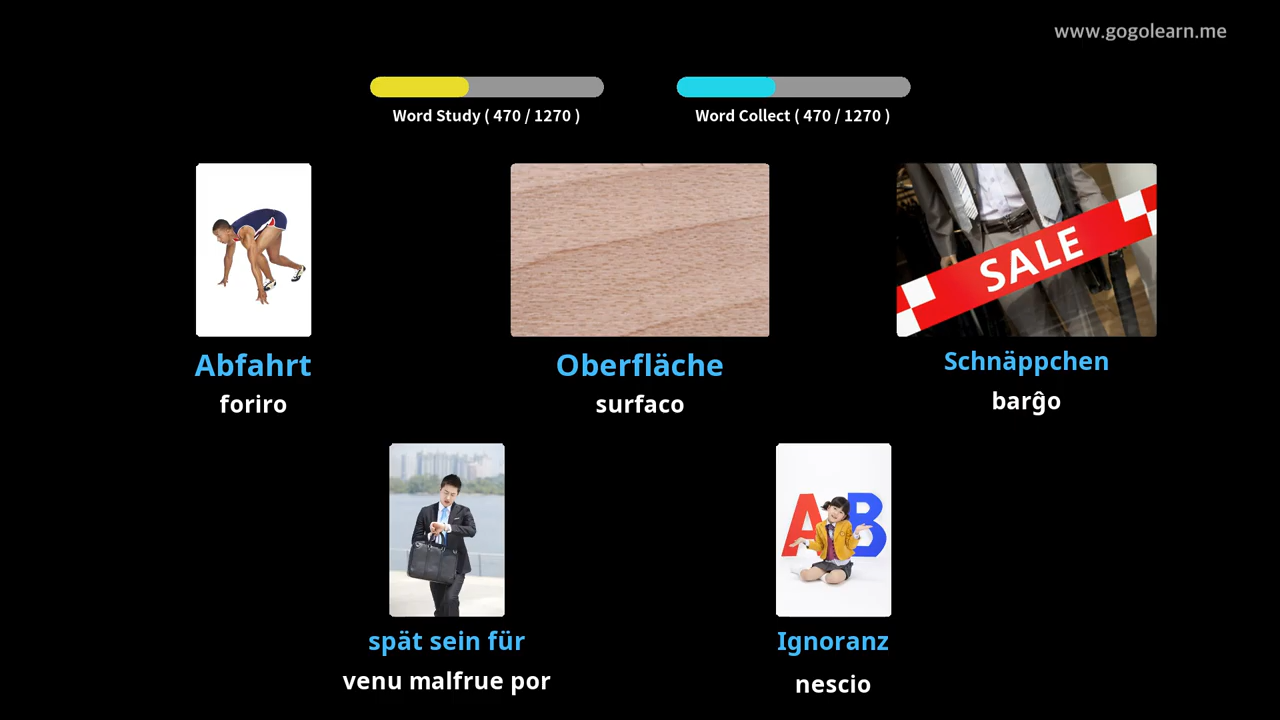 www.gogolearn.me
Word Study ( 470 / 1270 )
Word Collect ( 470 / 1270 )
SALE
Abfahrt
foriro
Oberfläche
surfaco
Schnäppchen
barĝo
A B
spät sein für
venu malfrue por
Ignoranz
nescio